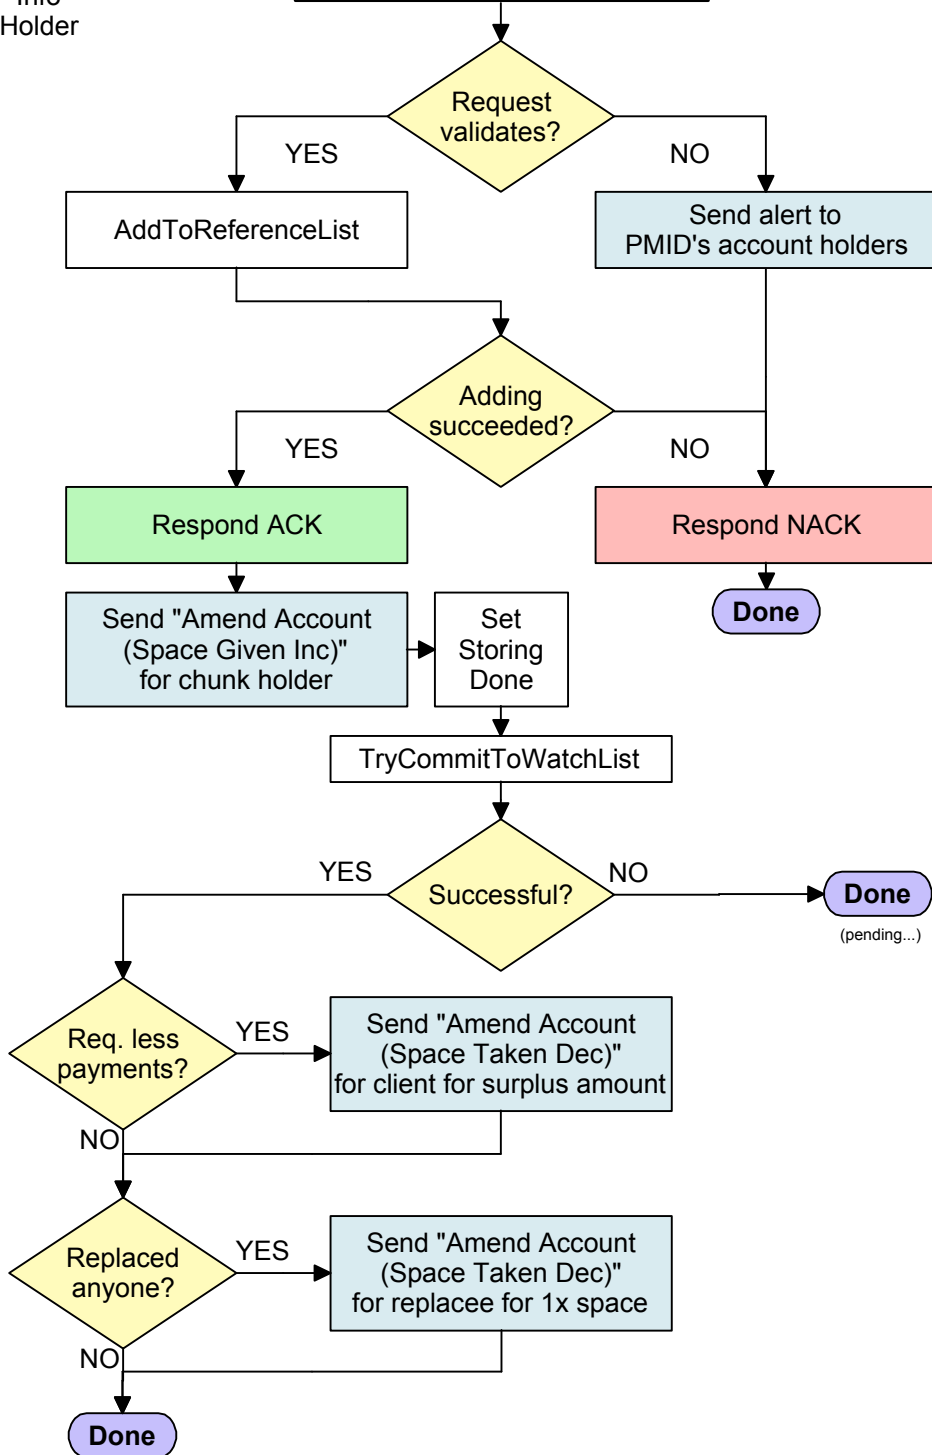 Info
Holder
Request
validates?
YES
NO
AddToReferenceList
Send alert to
PMID's account holders
Adding
succeeded?
YES
NO
Respond ACK
Respond NACK
Send "Amend Account
(Space Given Inc)"
for chunk holder
Set
Storing
Done
Done
TryCommitToWatchList
YES
Successful?
NO
Done
(pending...)
Req. less
payments?
YES
Send "Amend Account
(Space Taken Dec)"
for client for surplus amount
NO
Replaced
anyone?
YES
Send "Amend Account
(Space Taken Dec)"
for replacee for 1x space
NO
Done